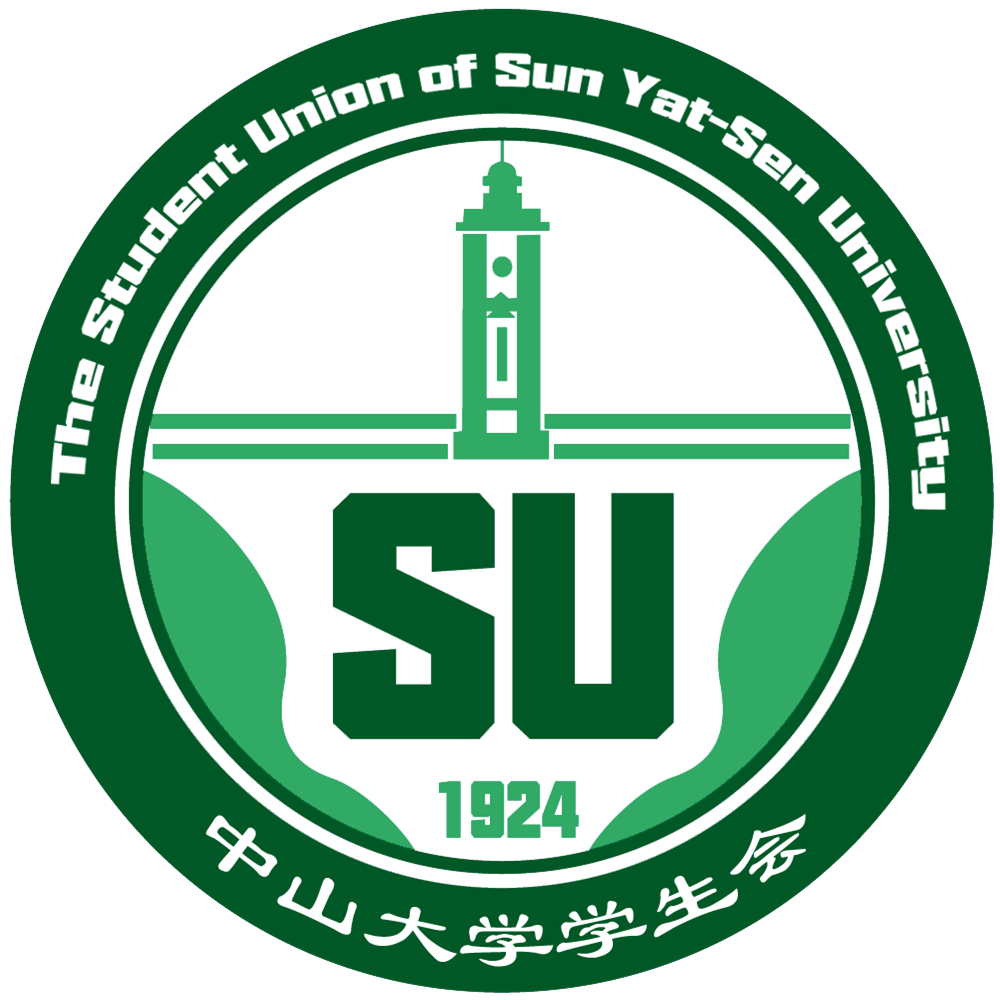 The Student Union of Sun Yat-Sen University
SU
1924
中山大学学生会